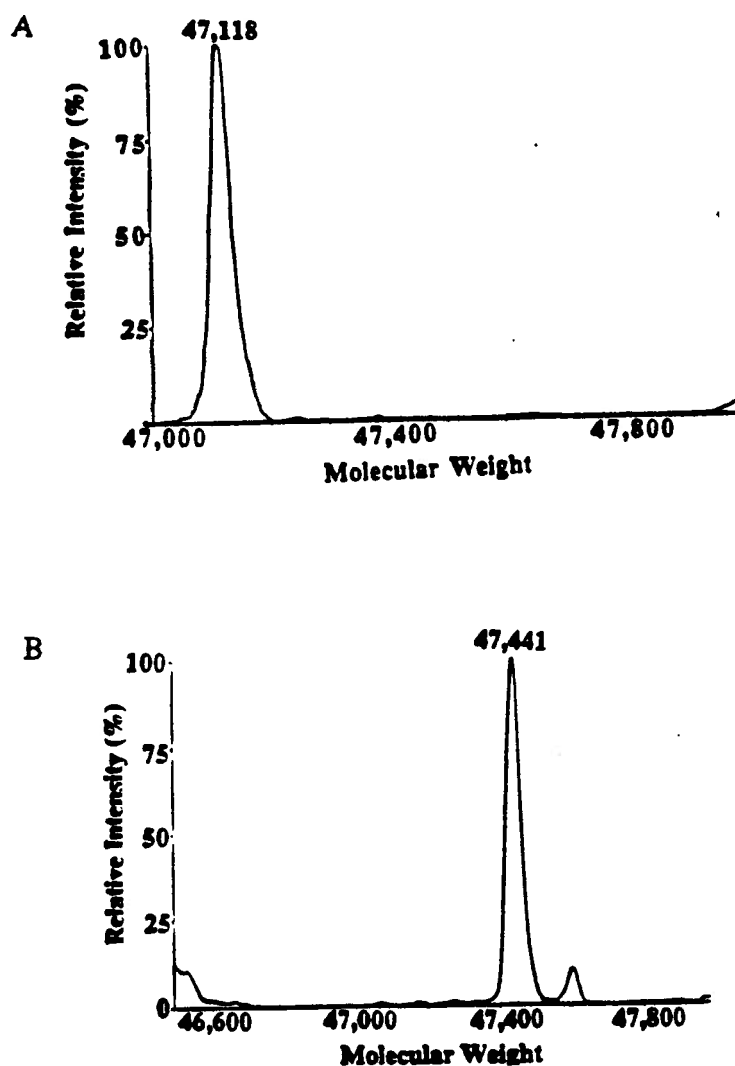 A
47,118
100
75
50
25
Relative Intensity (%)
47,000 47,400 47,800
Molecular Weight
B
47,441
100
75
50
25
0
Relative Intensity (%)
46,600 47,000 47,400 47,800
Molecular Weight